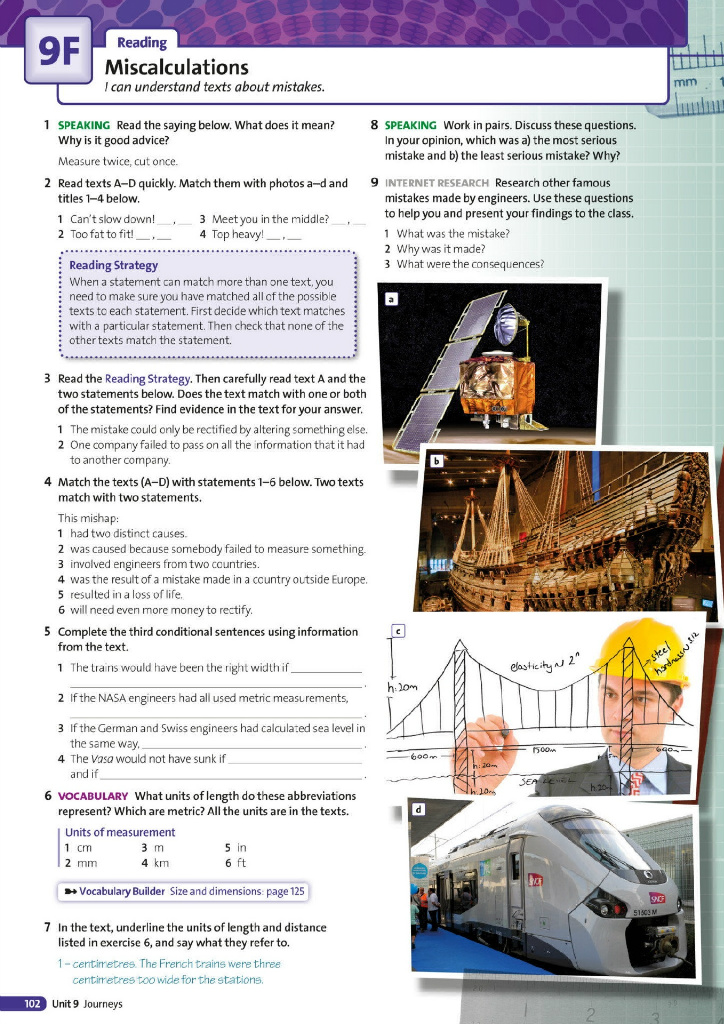 9F
Reading
Miscalculations
I can understand texts about mistakes.
1 SPEAKING Read the saying below. What does it mean?
Why is it good advice?
Measure twice, cut once.
2 Read texts A–D quickly. Match them with photos a–d and
titles 1–4 below.
1 Can't slow down! __,__ 3 Meet you in the middle? __,__
2 Too fat to fit! __,__ 4 Top heavy! __,__
Reading Strategy
When a statement can match more than one text, you
need to make sure you have matched all of the possible
texts to each statement. First decide which text matches
with a particular statement. Then check that none of the
other texts match the statement.
3 Read the Reading Strategy. Then carefully read text A and the
two statements below. Does the text match with one or both
of the statements? Find evidence in the text for your answer.
1 The mistake could only be rectified by altering something else.
2 One company failed to pass on all the information that it had
to another company.
4 Match the texts (A–D) with statements 1–6 below. Two texts
match with two statements.
This mishap:
1 had two distinct causes.
2 was caused because somebody failed to measure something.
3 involved engineers from two countries.
4 was the result of a mistake made in a country outside Europe.
5 resulted in a loss of life.
6 will need even more money to rectify.
5 Complete the third conditional sentences using information
from the text.
1 The trains would have been the right width if ____________
____________.
2 If the NASA engineers had all used metric measurements,
____________.
3 If the German and Swiss engineers had calculated sea level in
the same way, ____________.
4 The Vasa would not have sunk if ____________
and if ____________.
6 VOCABULARY What units of length do these abbreviations
represent? Which are metric? All the units are in the texts.
Units of measurement
1 cm 3 m 5 in
2 mm 4 km 6 ft
Vocabulary Builder Size and dimensions: page 125
7 In the text, underline the units of length and distance
listed in exercise 6, and say what they refer to.
1 – centimetres. The French trains were three
centimetres too wide for the stations.
8 SPEAKING Work in pairs. Discuss these questions.
In your opinion, which was a) the most serious
mistake and b) the least serious mistake? Why?
9 INTERNET RESEARCH Research other famous
mistakes made by engineers. Use these questions
to help you and present your findings to the class.
1 What was the mistake?
2 Why was it made?
3 What were the consequences?
mm
a
b
c
elasticity
steel
hardness
h:20m
600m
1500m
600m
h:20m
SEA LEVEL
h:20m
d
SNCF
SNCF
51503 M
2
3
102 Unit 9 Journeys